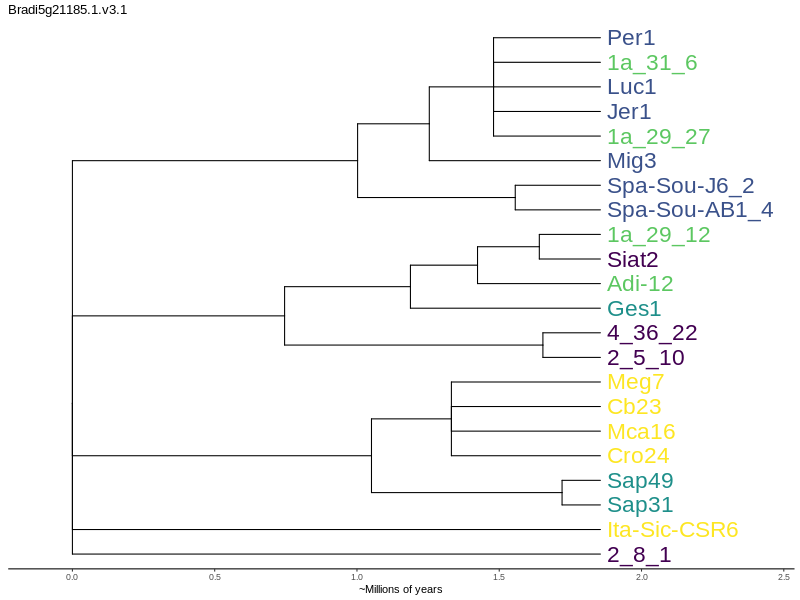 Bradi5g21185.1.v3.1
Per1
1a_31_6
Luc1
Jer1
1a_29_27
Mig3
Spa-Sou-J6_2
Spa-Sou-AB1_4
1a_29_12
Siat2
Adi-12
Ges1
4_36_22
2_5_10
Meg7
Cb23
Mca16
Cro24
Sap49
Sap31
Ita-Sic-CSR6
2_8_1
0.0 0.5 1.0 1.5 2.0 2.5
~Millions of years